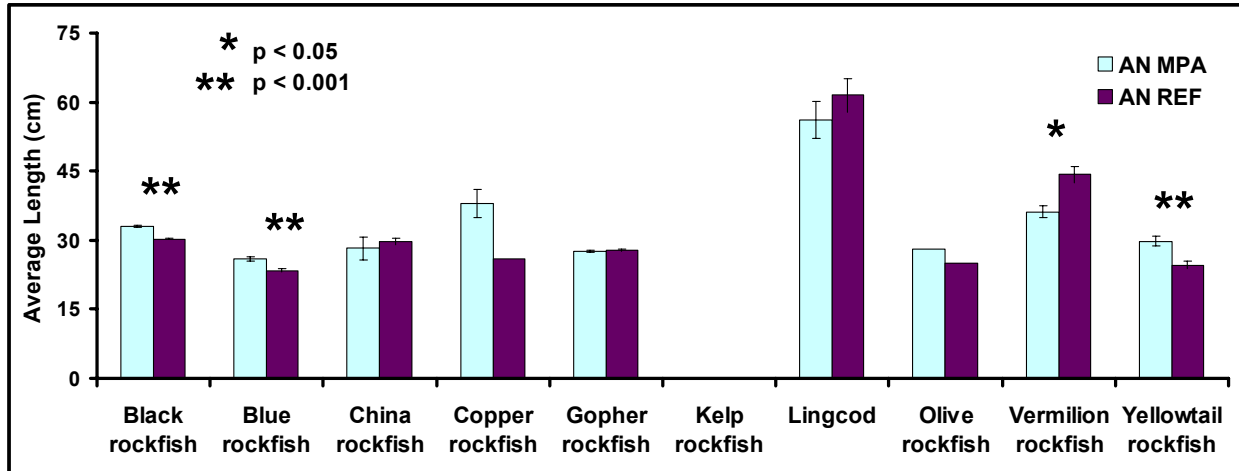 75
60
45
30
15
0
Average Length (cm)
* p < 0.05
** p < 0.001
AN MPA
AN REF
**
**
*
**
Black
rockfish
Blue
rockfish
China
rockfish
Copper
rockfish
Gopher
rockfish
Kelp
rockfish
Lingcod
Olive
rockfish
Vermilion
rockfish
Yellowtail
rockfish